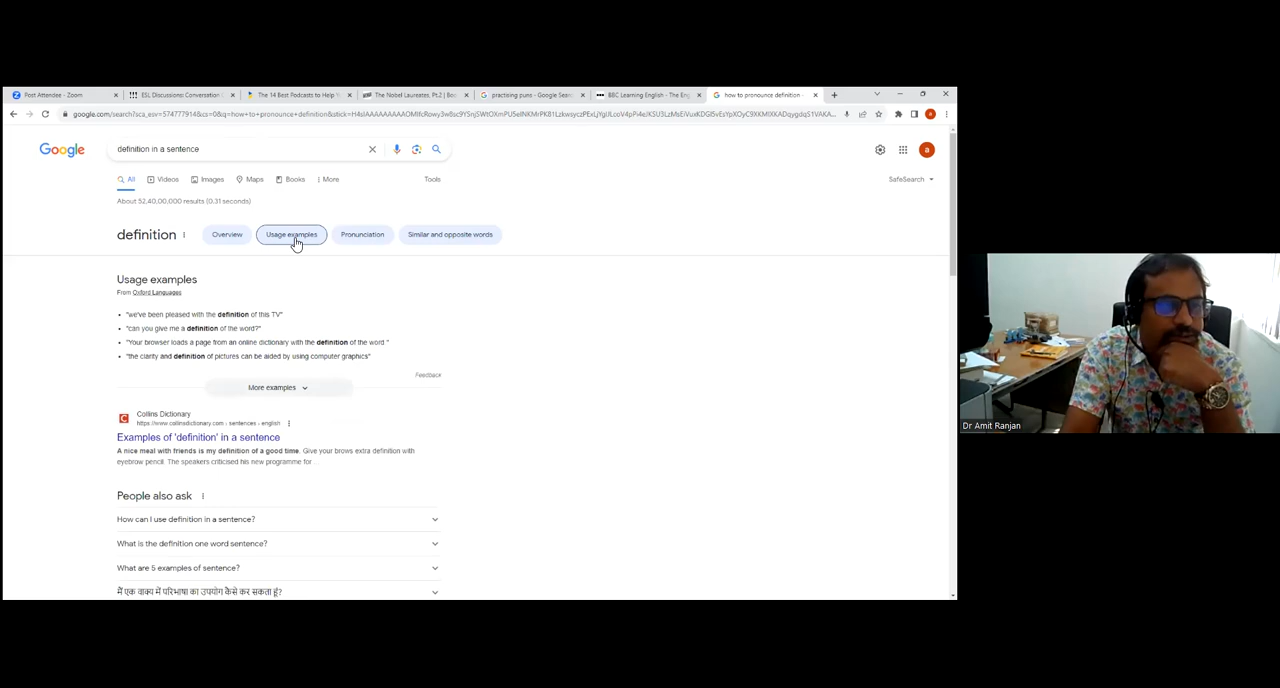 Post Attendee - Zoom
ESL Discussions: Conversation
The 14 Best Podcasts to Help
The Nobel Laureates. Pt.2 | Boo
practising puns - Google Sear
BBC Learning English - The Eng
how to pronounce definition -
Google
definition in a sentence
All
Videos
Images
Maps
Books
More
Tools
SafeSearch
About 52,40,00,000 results (0.31 seconds)
definition
Overview
Usage examples
Pronunciation
Similar and opposite words
Usage examples
From Oxford Languages
"we've been pleased with the definition of this TV"
"can you give me a definition of the word?"
"Your browser loads a page from an online dictionary with the definition of the word "
"the clarity and definition of pictures can be aided by using computer graphics"
Feedback
More examples
Collins Dictionary
https://www.collinsdictionary.com › sentences › english
Examples of 'definition' in a sentence
A nice meal with friends is my definition of a good time. Give your brows extra definition with
eyebrow pencil. The speakers criticised his new programme for ...
People also ask
How can I use definition in a sentence?
What is the definition one word sentence?
What are 5 examples of sentence?
मैं एक वाक्य में परिभाषा का उपयोग कैसे कर सकता हूं?
Dr Amit Ranjan